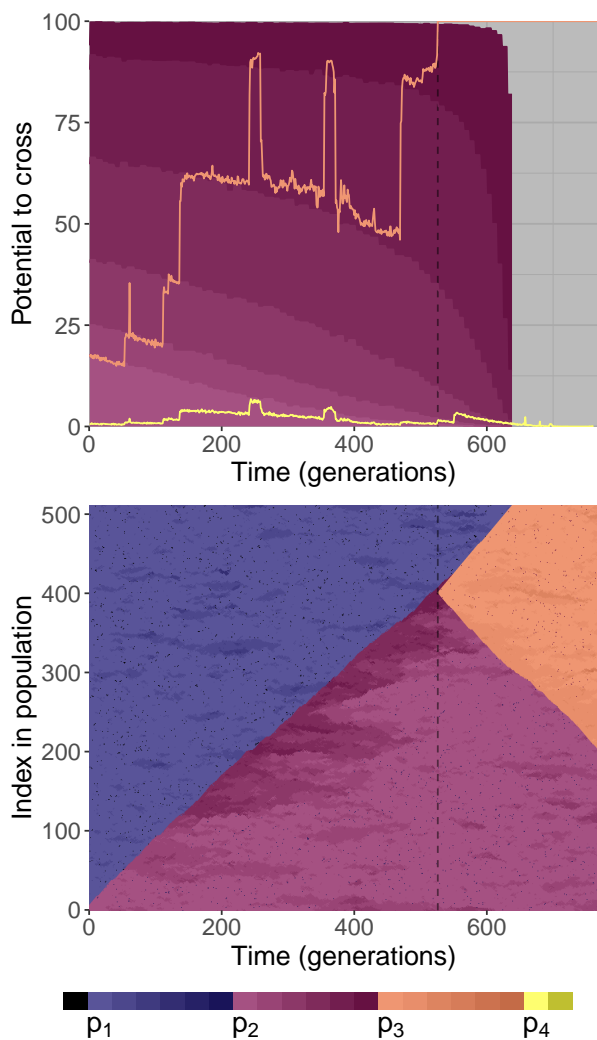 100
75
50
25
0
Potential to cross
0 200 400 600
Time (generations)
500
400
300
200
100
0
Index in population
0 200 400 600
Time (generations)
p1 p2 p3 p4